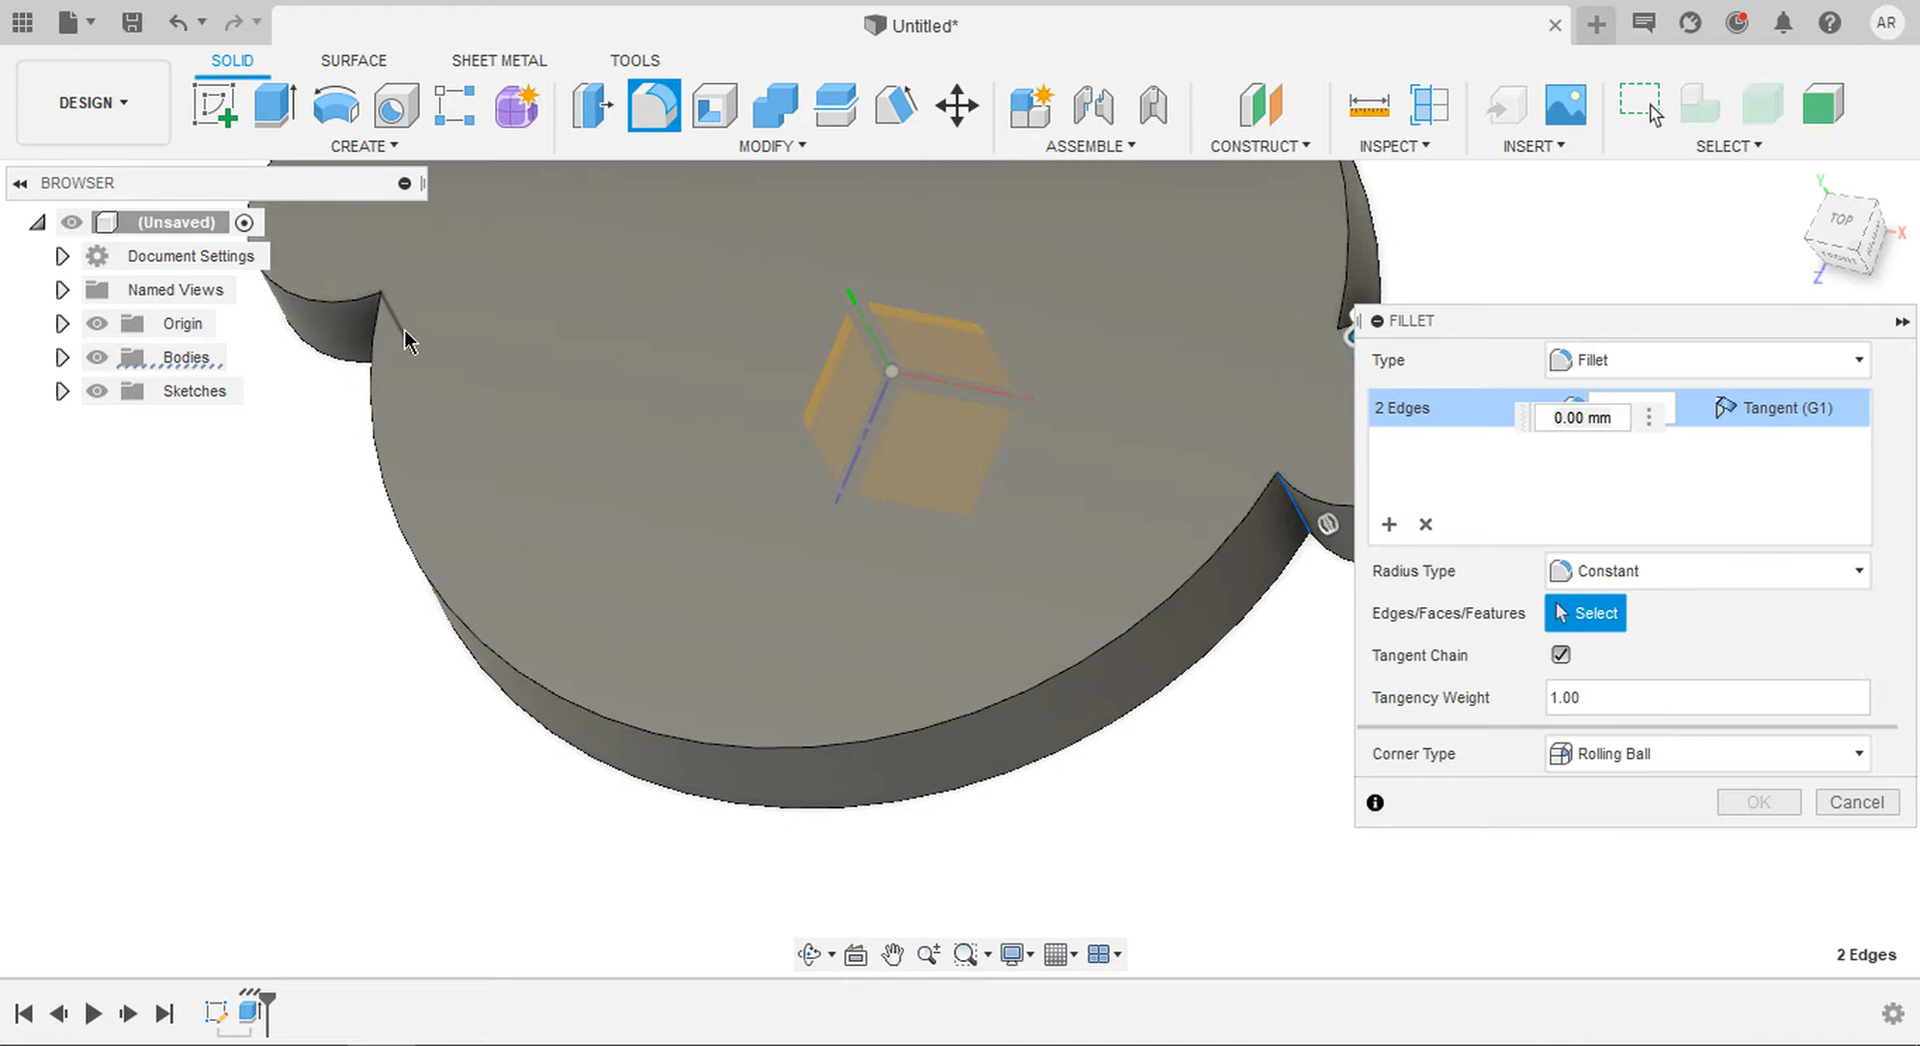 Untitled*
AR
DESIGN
SOLID
SURFACE
SHEET METAL
TOOLS
CREATE
MODIFY
ASSEMBLE
CONSTRUCT
INSPECT
INSERT
SELECT
BROWSER
(Unsaved)
Document Settings
Named Views
Origin
Bodies
Sketches
Y
TOP
FRONT
X
Z
FILLET
Type
Fillet
2 Edges
0.00 mm
Tangent (G1)
Radius Type
Constant
Edges/Faces/Features
Select
Tangent Chain
Tangency Weight
1.00
Corner Type
Rolling Ball
OK
Cancel
2 Edges